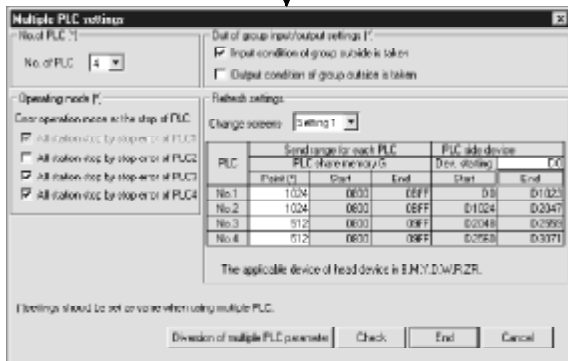 Multiple PLC settings
No. of PLC (*)
No. of PLC 4
Operating mode (*)
Error operation mode at the stop of PLC
All station stop by stop error of PLC1
All station stop by stop error of PLC2
All station stop by stop error of PLC3
All station stop by stop error of PLC4
Out of group input/output settings (*)
Input condition of group outside is taken
Output condition of group outside is taken
Refresh settings
Change screens Setting 1
Send range for each PLC PLC side device
PLC PLC share memory G Dev. starting D0
Point (*) Start End Start End
No.1 1024 0800 0BFF D0 D1023
No.2 1024 0800 0BFF D1024 D2047
No.3 512 0800 09FF D2048 D2559
No.4 512 0800 09FF D2560 D3071
The applicable device of head device is B,M,Y,D,W,R,ZR.
(*)Settings should be set as same when using multiple PLC.
Diversion of multiple PLC parameter Check End Cancel